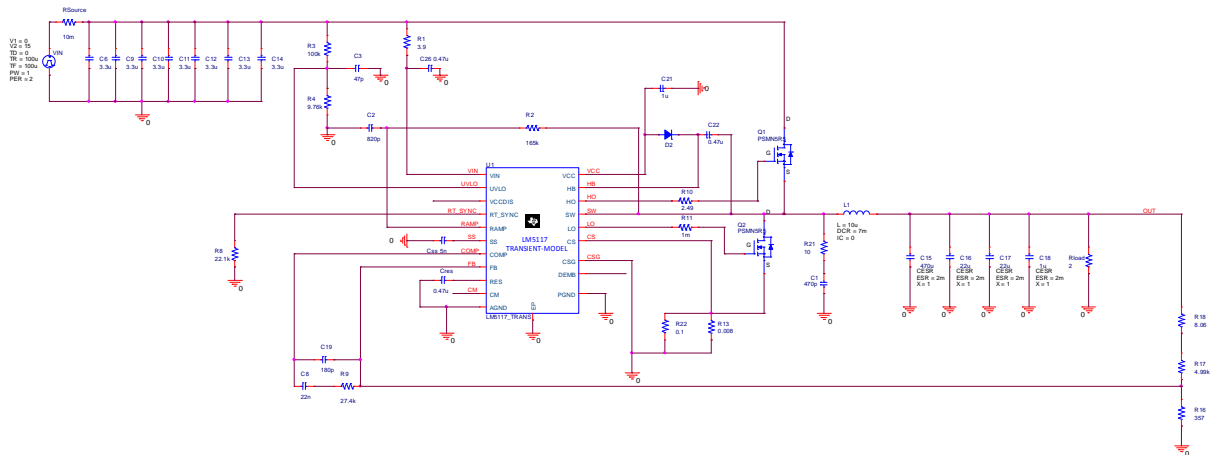 RSource
10m
V1 = 0
V2 = 15
TD = 0
TR = 100u
TF = 100u
PW = 1
PER = 2
VIN
C6
3.3u
C9
3.3u
C10
3.3u
C11
3.3u
C12
3.3u
C13
3.3u
C14
3.3u
0
R3
100k
C3
47p
0
R1
3.9
C26 0.47u
0
R4
9.76k
0
C2
820p
R2
165k
C21
1u
0
D2
C22
0.47u
D
Q1
PSMN5R5
G
S
U1
VIN
UVLO
RT_SYNC
SS
COMP
FB
CM
VIN
UVLO
VCCDIS
RT_SYNC
RAMP
SS
COMP
FB
RES
CM
AGND
LM5117
TRANSIENT-MODEL
EP
VCC
HB
HO
SW
LO
CS
CSG
DEMB
PGND
LM5117_TRANS
VCC
HB
HO
SW
LO
CS
CSG
R10
2.49
R11
1m
D
Q2
PSMN5R5
G
S
R21
10
C1
470p
0
L1
L = 10u
DCR = 7m
IC = 0
OUT
C15
470u
CESR
ESR = 2m
X = 1
0
C16
22u
CESR
ESR = 2m
X = 1
0
C17
22u
CESR
ESR = 2m
X = 1
0
C18
1u
CESR
ESR = 2m
X = 1
0
Rload
2
0
R8
22.1k
0
0
Css 5n
Cres
0.47u
0
0
0
R22
0.1
R13
0.008
0
C19
180p
C8
22n
R9
27.4k
R18
8.06
R17
4.99k
R16
357
0